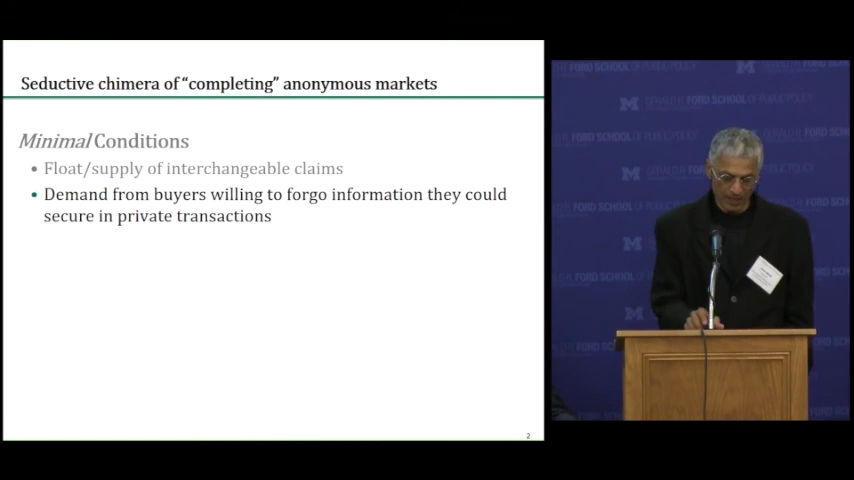 Seductive chimera of “completing” anonymous markets
Minimal Conditions
• Float/supply of interchangeable claims
• Demand from buyers willing to forgo information they could
secure in private transactions
2
M GERALD R. FORD SCHOOL OF PUBLIC POLICY